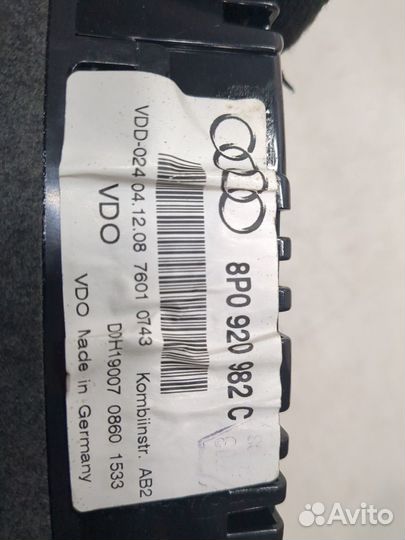 8P0 920 982 C
VDD-024 04.12.08 7601 0743 Kombiinstr. AB2
VDO D0H19007 0860 1533
VDO Made in Germany
Avito